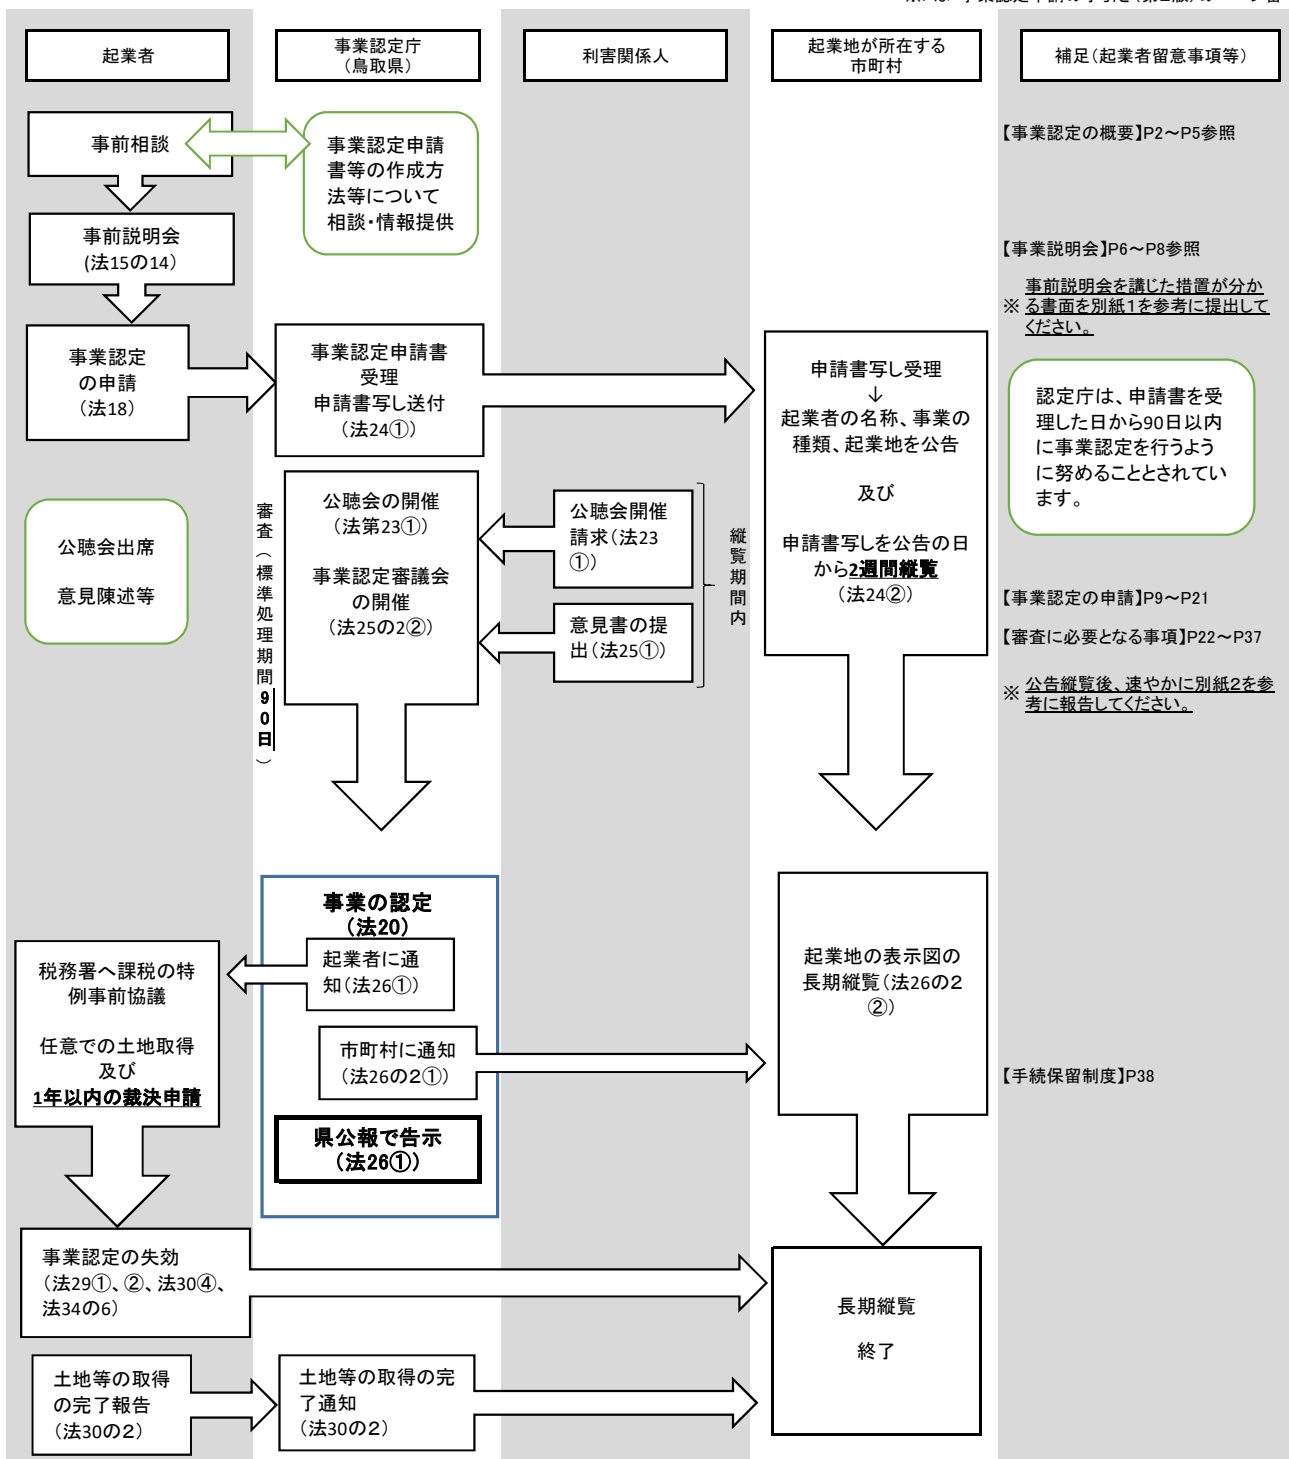 起業者
事業認定庁
（鳥取県）
利害関係人
起業地が所在する
市町村
補足（起業者留意事項等）
事前相談
事業認定申請
書等の作成方
法等について
相談・情報提供
【事業認定の概要】P2～P5参照
事前説明会
(法15の14）
【事業説明会】P6～P8参照
※
事前説明会を講じた措置が分か
る書面を別紙1を参考に提出して
ください。
事業認定
の申請
（法18）
事業認定申請書
受理
申請書写し送付
（法24①）
申請書写し受理
↓
起業者の名称、事業の
種類、起業地を公告
及び
申請書写しを公告の日
から2週間縦覧
（法24②）
認定庁は、申請書を受
理した日から90日以内
に事業認定を行うよう
に努めることとされてい
ます。
公聴会出席
意見陳述等
審査（標準処理期間90日）
公聴会の開催
（法第23①）
事業認定審議会
の開催
（法25の2②）
公聴会開催
請求（法23
①）
意見書の提
出（法25①）
縦覧期間内
【事業認定の申請】P9～P21
【審査に必要となる事項】P22～P37
※
公告縦覧後、速やかに別紙2を参
考に報告してください。
事業の認定
（法20）
起業者に通
知（法26①）
市町村に通知
（法26の2①）
県公報で告示
（法26①）
税務署へ課税の特
例事前協議
任意での土地取得
及び
1年以内の裁決申請
起業地の表示図の
長期縦覧（法26の2
②）
【手続保留制度】P38
事業認定の失効
（法29①、②、法30④、
法34の6）
長期縦覧
終了
土地等の取得
の完了報告
（法30の2）
土地等の取得の完
了通知
（法30の2）